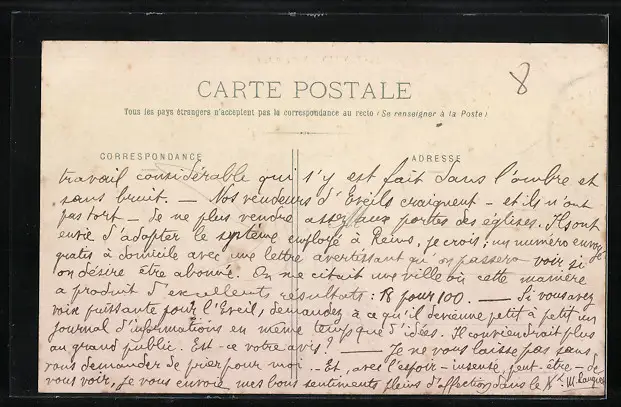 8
CARTE POSTALE
Tous les pays étrangers n'acceptent pas la correspondance au recto (Se renseigner à la Poste)
CORRESPONDANCE
ADRESSE
travail considérable qui s'y est fait dans l'ombre et
sans bruit. — Nos vendeurs d'Eveils craignent — et ils n'ont
pas tort — de ne plus vendre assez aux portes des églises. Ils ont
envie d'adopter le système employé à Reims, je crois ; un numéro envoyé
gratis à domicile avec une lettre avertissant qu'on passera voir si
on désire être abonné. On me citait une ville où cette manière
a produit d'excellents résultats : 18 pour 100. — Si vous avez
voix puissante pour l'Eveil, demandez à ce qu'il devienne petit à petit un
journal d'informations en même temps que d'idées. Il conviendrait plus
au grand public. Est-ce votre avis ? — Je ne vous laisse pas sans
vous demander de prier pour moi.. Et, avec l'espoir — insensé, peut-être — de
vous voir, je vous envoie mes bons sentiments pleins d'affection dans le Xt. M.